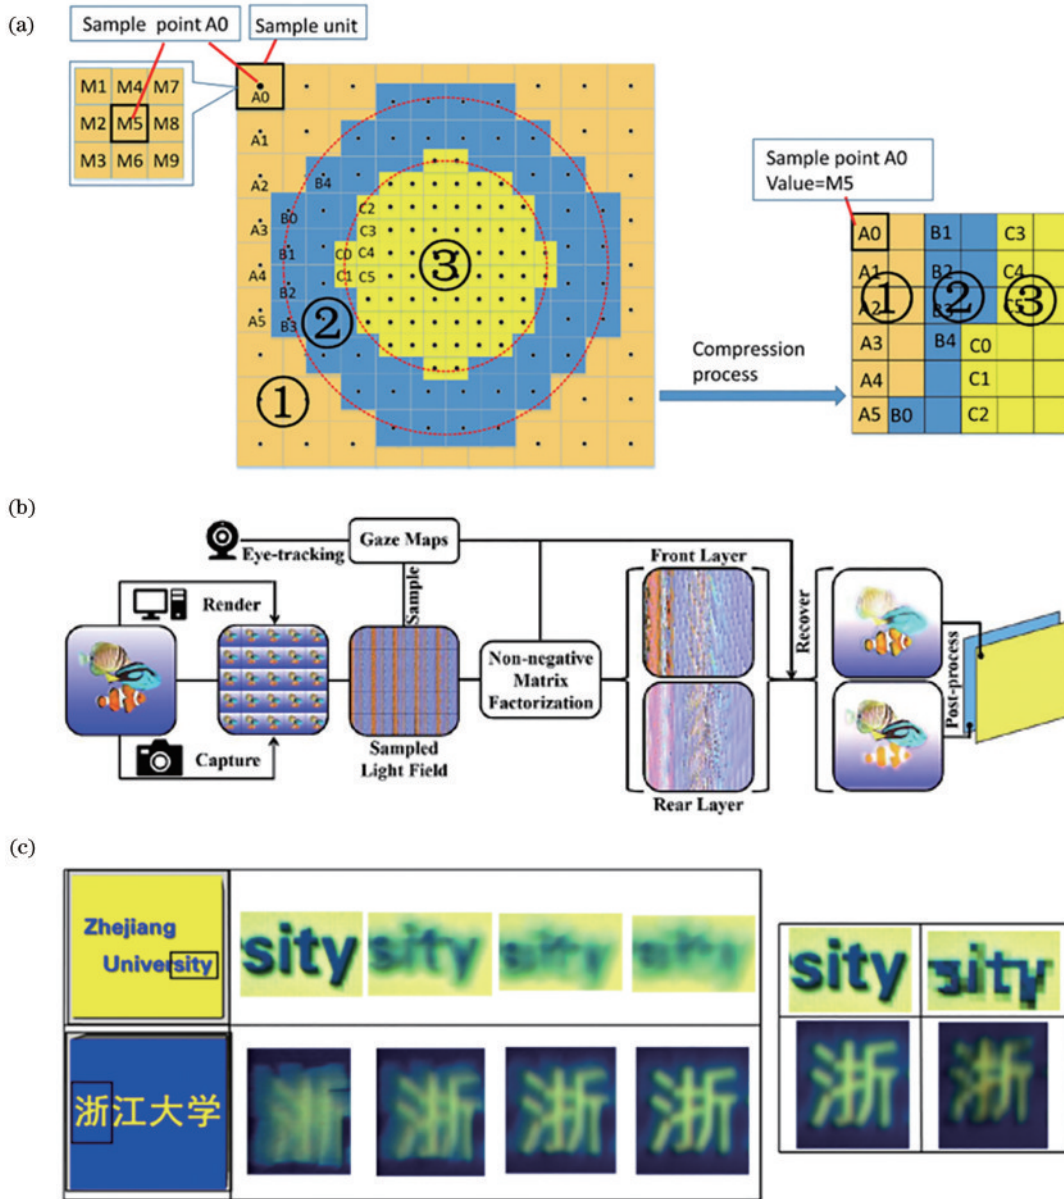 (a)
Sample point A0
Sample unit
M1 M4 M7
M2 M5 M8
M3 M6 M9
A0
A1
A2
B4
B0
C2
A3
C3
B1
C0 C4
A4
C1 C5
B2
A5
B3
①
②
③
Sample point A0
Value=M5
Compression
process
A0 B1 C3
A1 B2 C4
① ② ③
A2 B3 C5
A3 B4 C0
A4 C1
A5 B0 C2
(b)
Eye-tracking
Gaze Maps
Render
Sample
Capture
Sampled
Light Field
Non-negative
Matrix
Factorization
Front Layer
Rear Layer
Recover
Post-process
(c)
Zhejiang
University
sity sity sity sity
sity sity
浙江大学
浙 浙 浙 浙
浙 浙